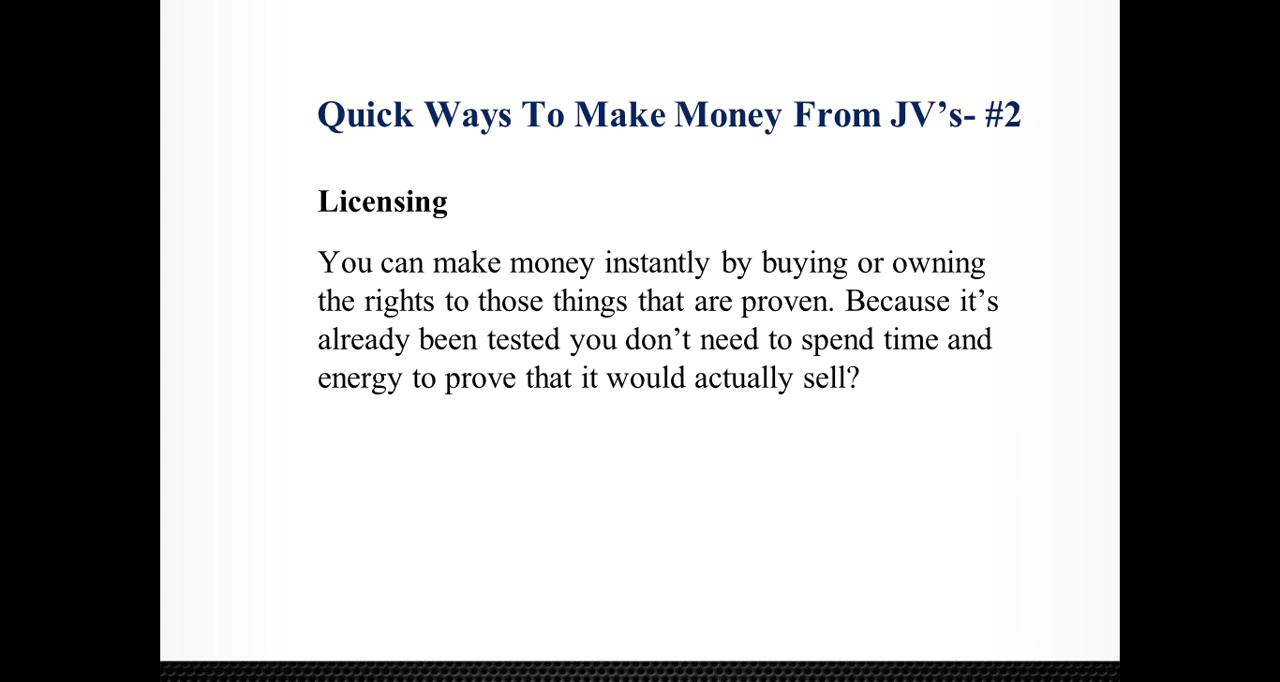 Quick Ways To Make Money From JV’s- #2
Licensing
You can make money instantly by buying or owning
the rights to those things that are proven. Because it’s
already been tested you don’t need to spend time and
energy to prove that it would actually sell?